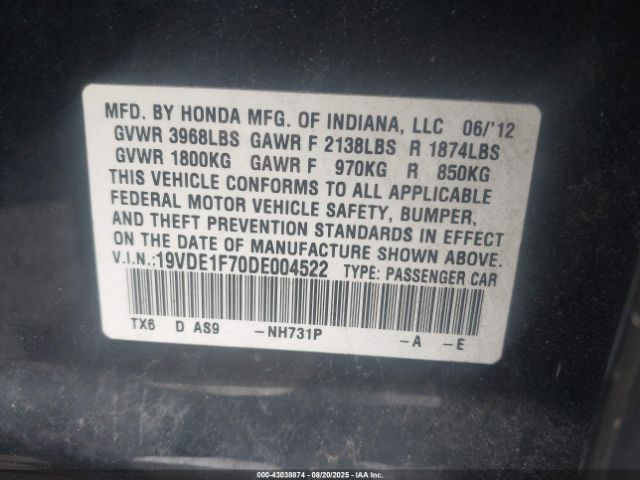 MFD. BY HONDA MFG. OF INDIANA, LLC 06/'12
GVWR 3968LBS GAWR F 2138LBS R 1874LBS
GVWR 1800KG GAWR F 970KG R 850KG
THIS VEHICLE CONFORMS TO ALL APPLICABLE
FEDERAL MOTOR VEHICLE SAFETY, BUMPER,
AND THEFT PREVENTION STANDARDS IN EFFECT
ON THE DATE OF MANUFACTURE SHOWN ABOVE.
V.I.N.:19VDE1F70DE004522 TYPE: PASSENGER CAR
TX6 D AS9 -NH731P -A -E
#43038874 - 08/20/2025 - IAA Inc.